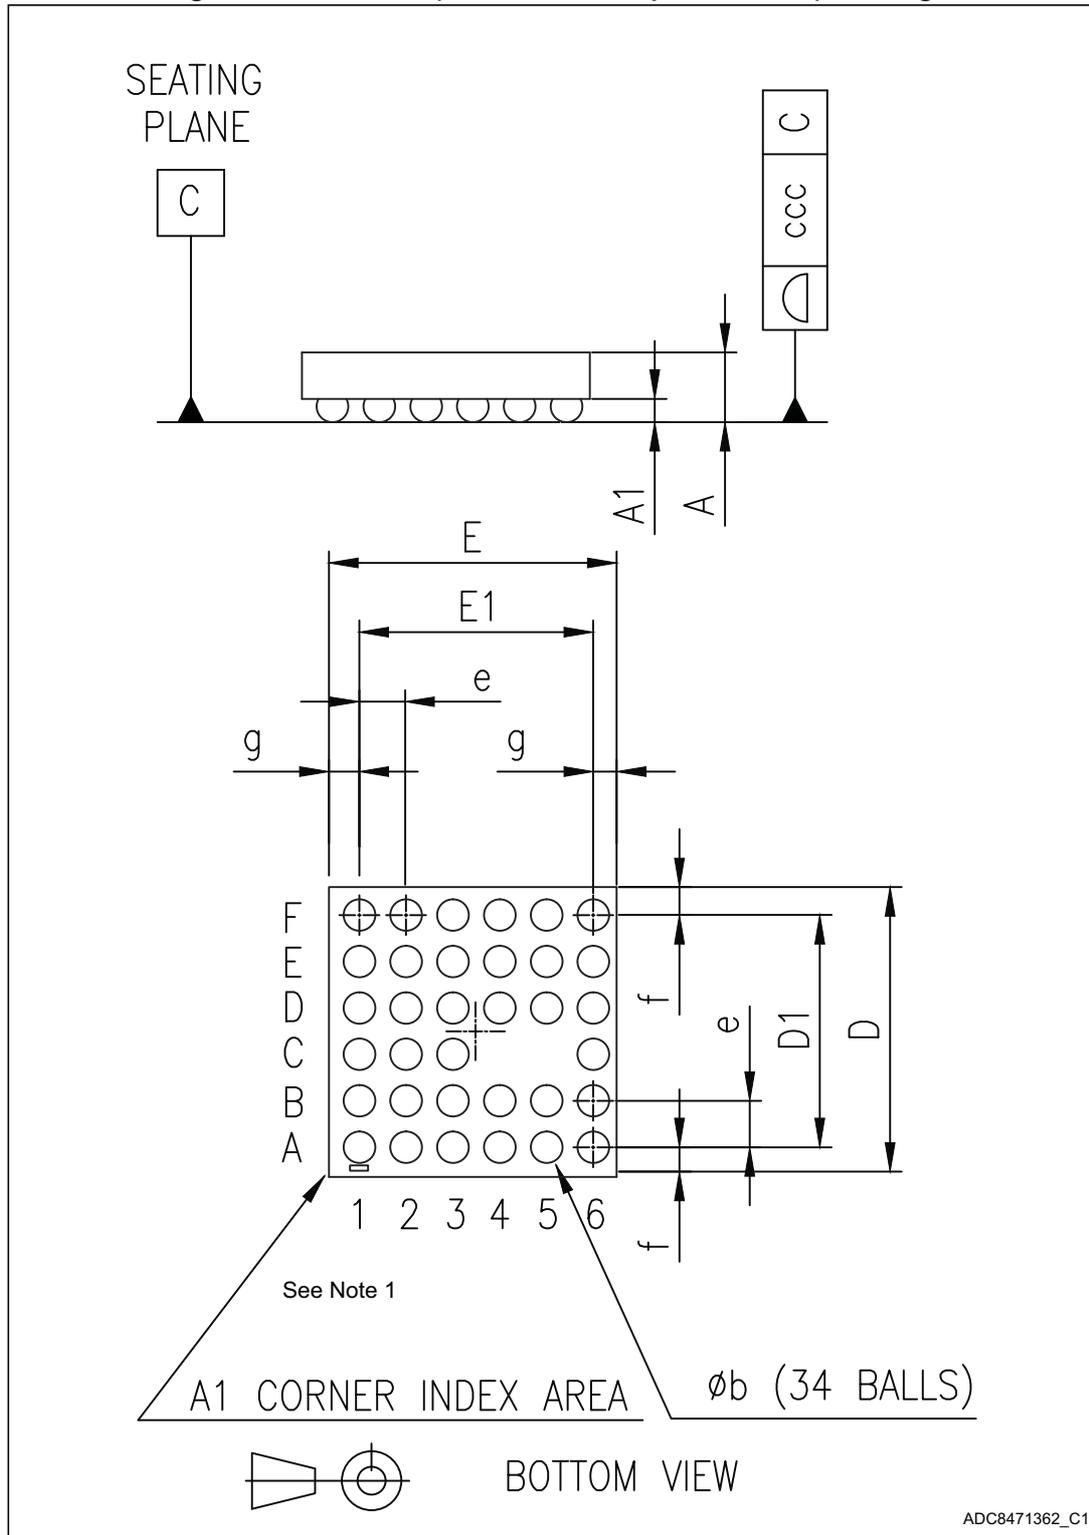 SEATING
PLANE
C
C
ccc
A1
A
E
E1
e
g
g
F
E
D
C
B
A
f
e
D1
D
f
1 2 3 4 5 6
See Note 1
A1 CORNER INDEX AREA
øb (34 BALLS)
BOTTOM VIEW
ADC8471362_C1